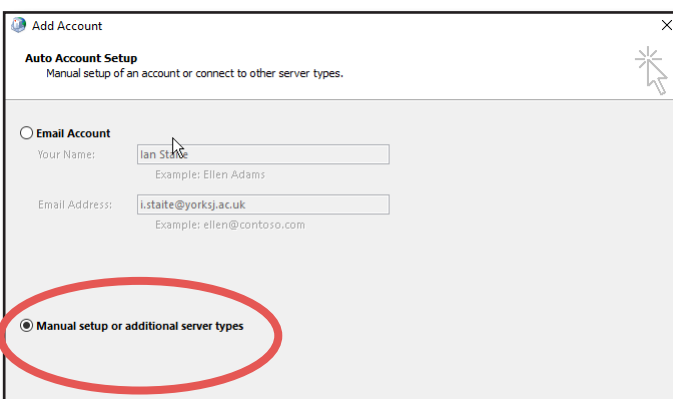 Add Account
Auto Account Setup
Manual setup of an account or connect to other server types.
Email Account
Your Name: Ian Staite
Example: Ellen Adams
Email Address: i.staite@yorksj.ac.uk
Example: ellen@contoso.com
Manual setup or additional server types